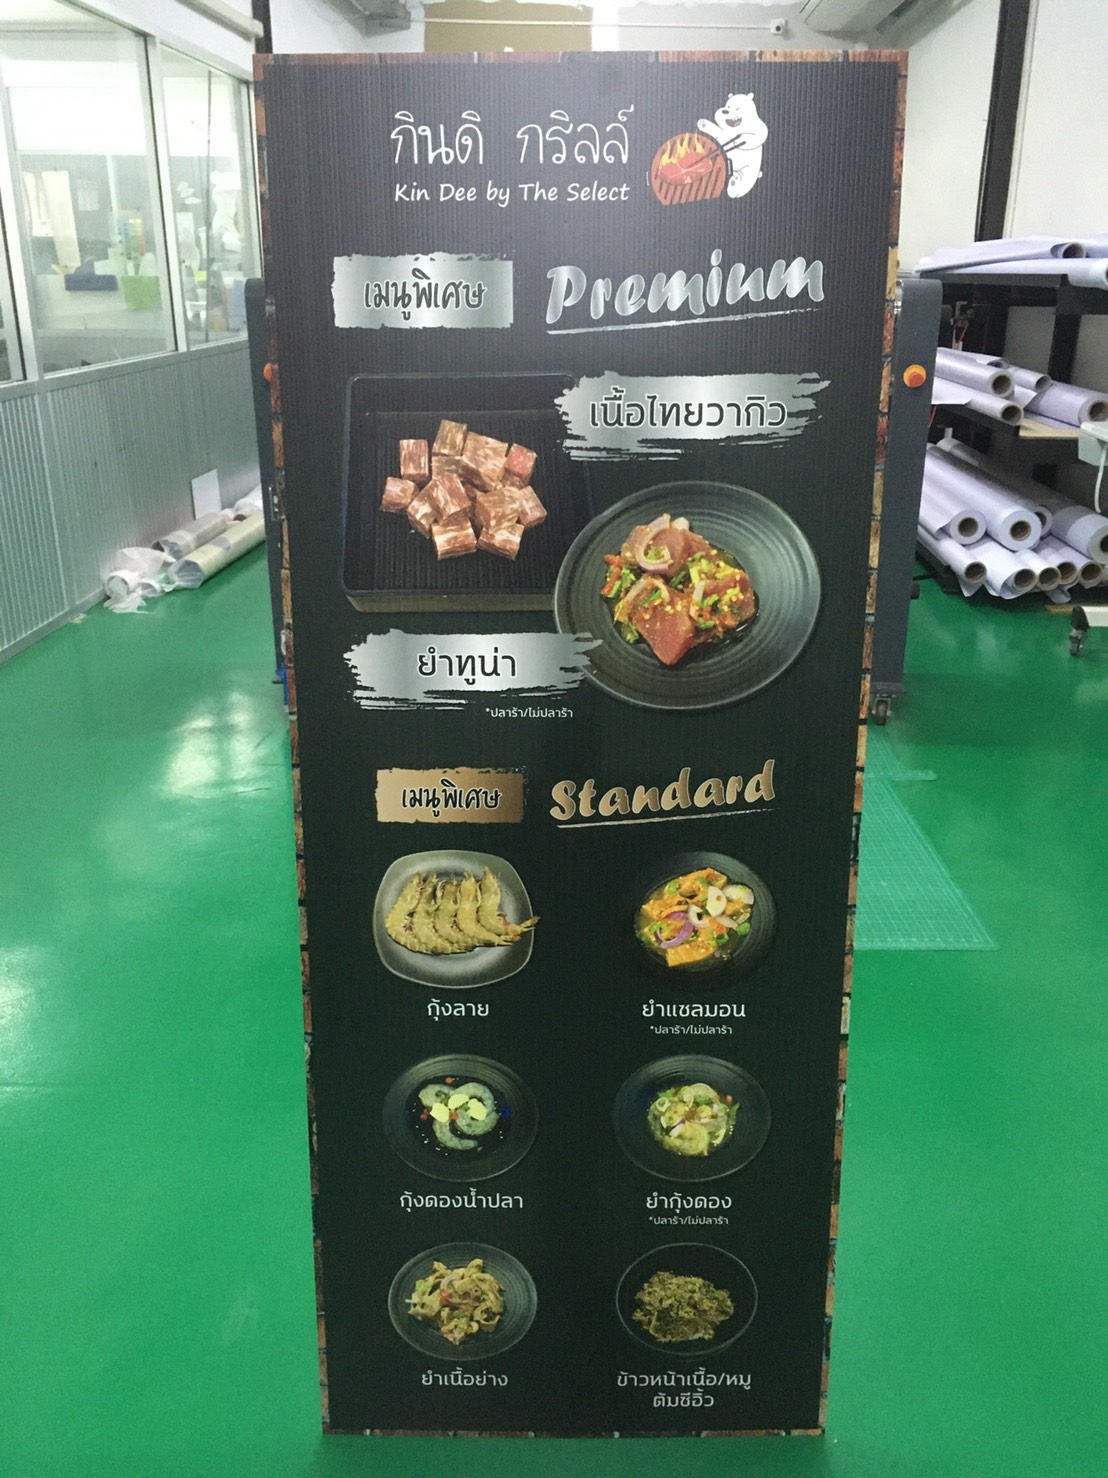 กินดิ กริลล์
Kin Dee by The Select
เมนูพิเศษ Premium
เนื้อไทยวากิว
ยำทูน่า
*ปลาร้า/ไม่ปลาร้า
เมนูพิเศษ Standard
กุ้งลาย
ยำแซลมอน
*ปลาร้า/ไม่ปลาร้า
กุ้งดองน้ำปลา
ยำกุ้งดอง
*ปลาร้า/ไม่ปลาร้า
ยำเนื้อย่าง
ข้าวหน้าเนื้อ/หมู
ต้มซีอิ้ว